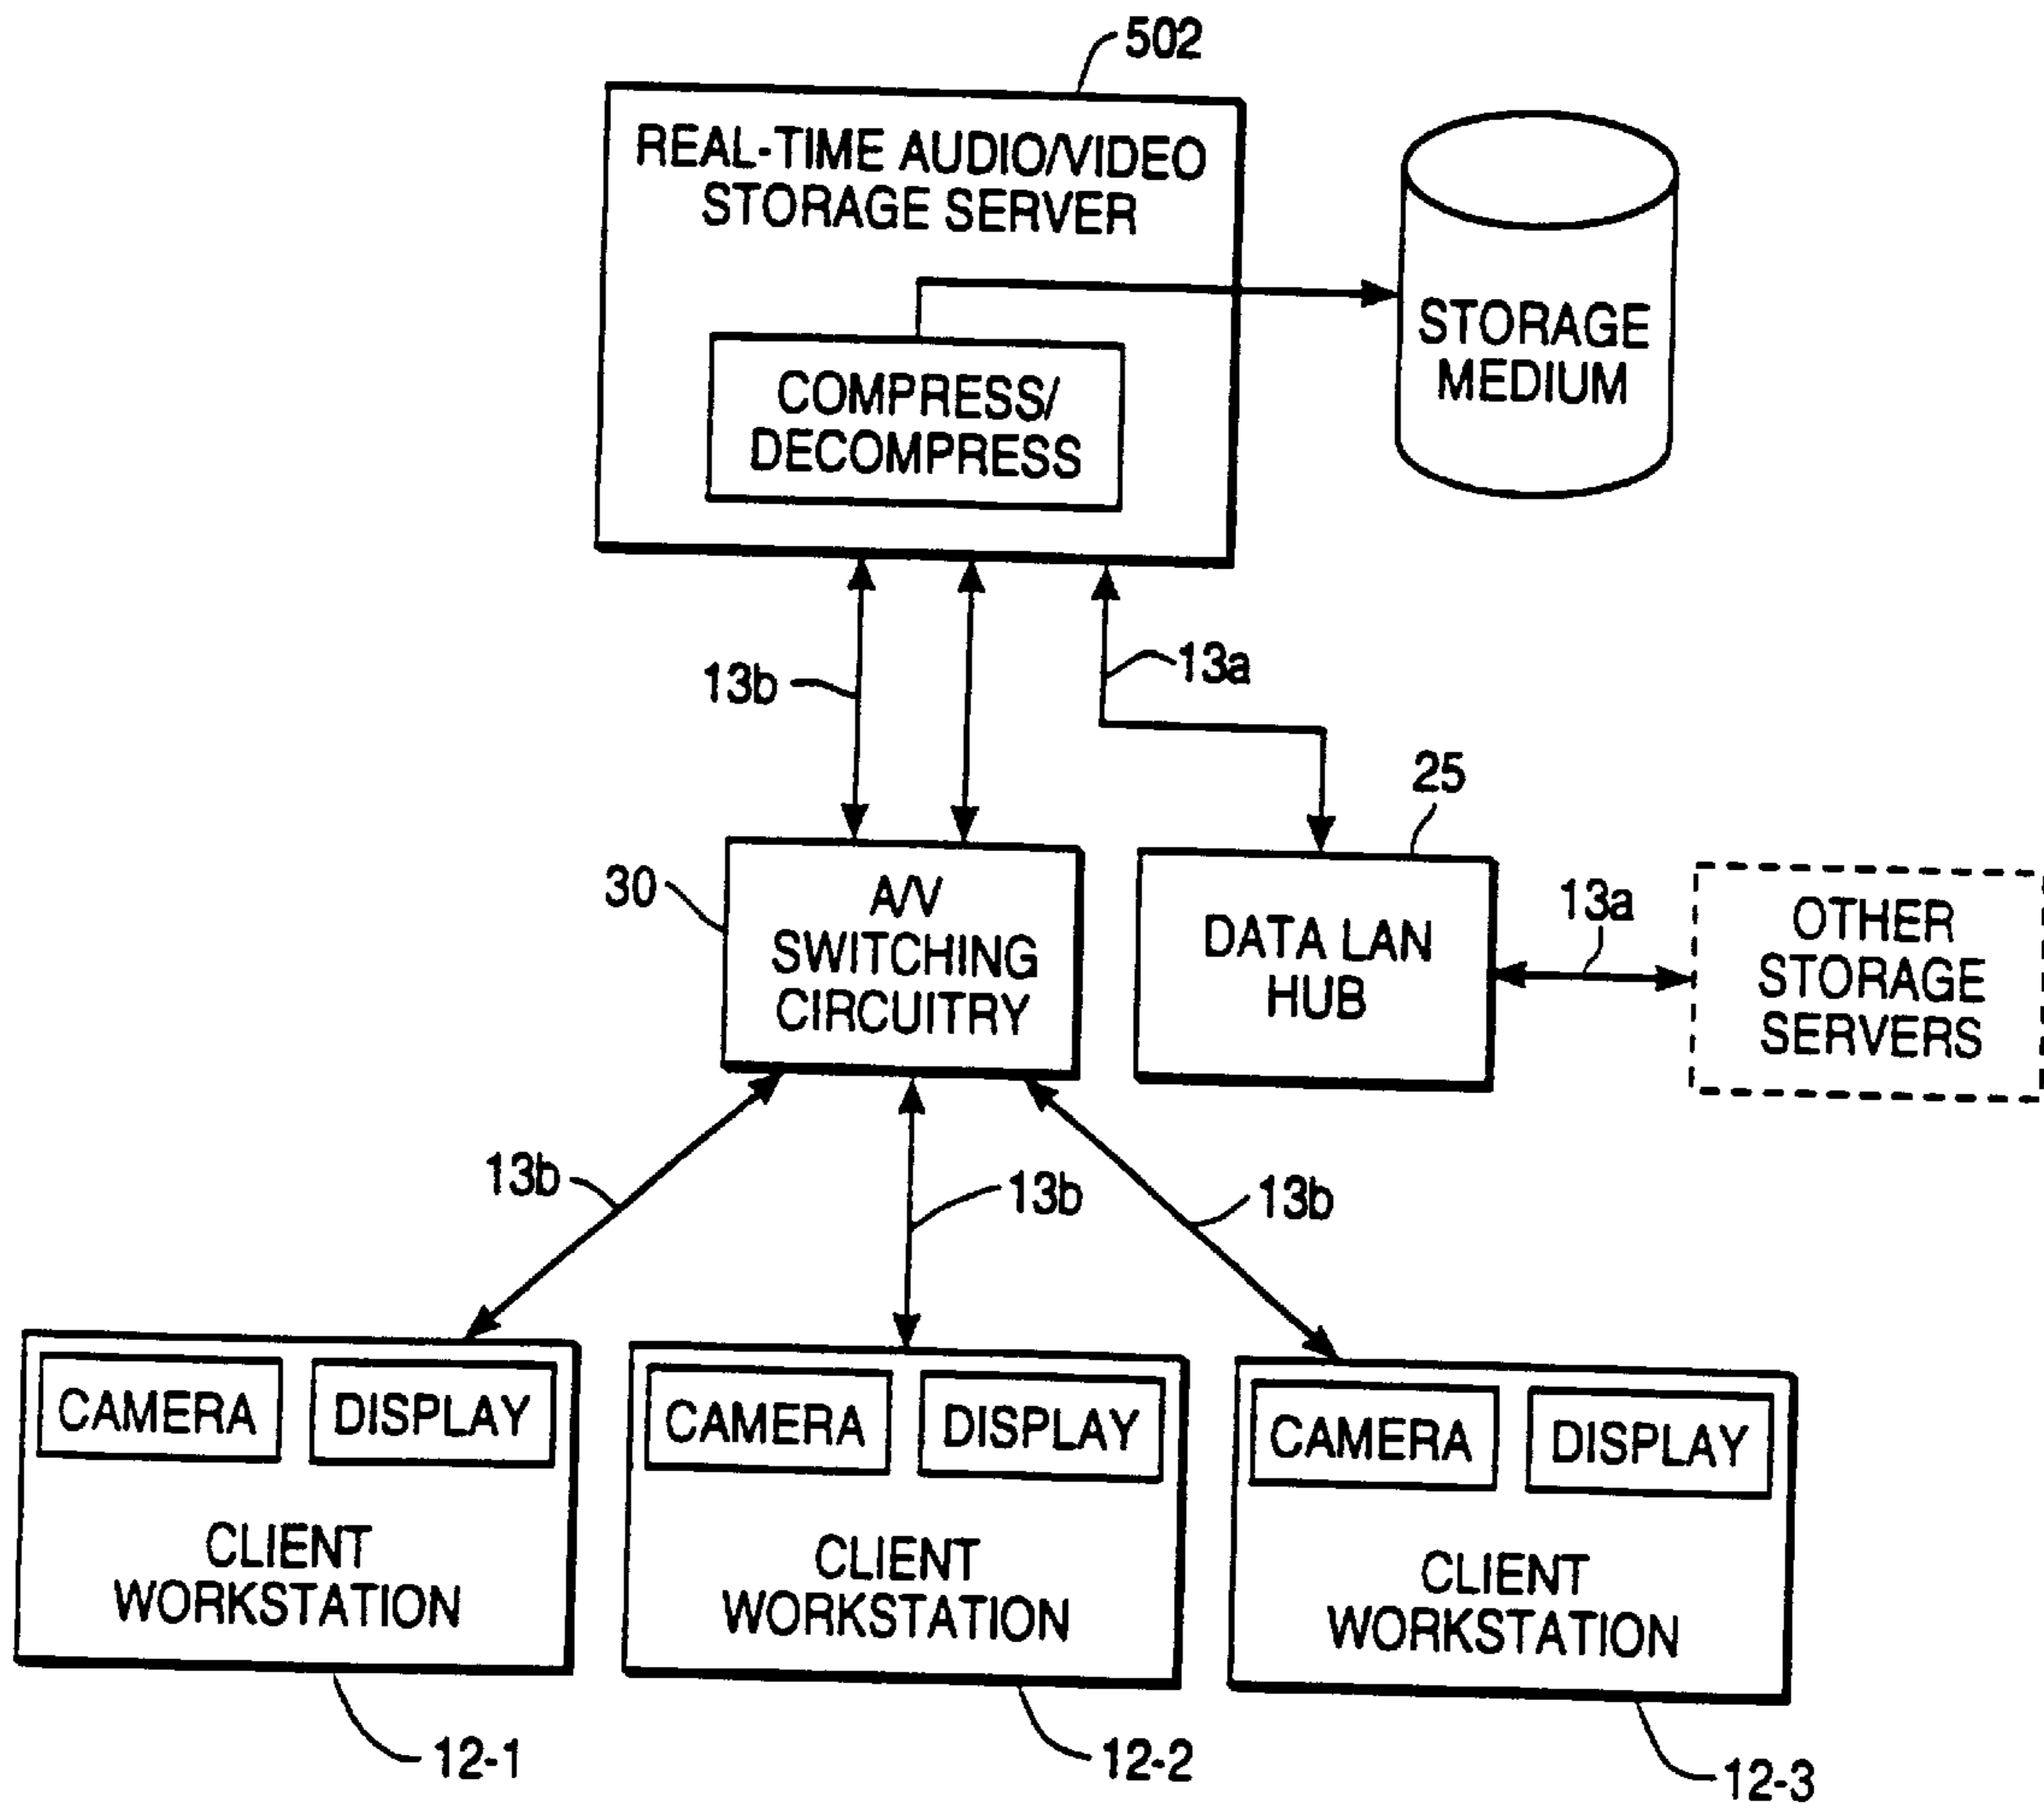 502
REAL-TIME AUDIO/VIDEO
STORAGE SERVER
COMPRESS/
DECOMPRESS
STORAGE
MEDIUM
13b
13a
25
30
A/V
SWITCHING
CIRCUITRY
DATA LAN
HUB
13a
OTHER
STORAGE
SERVERS
13b
13b
13b
CAMERA
DISPLAY
CLIENT
WORKSTATION
12-1
CAMERA
DISPLAY
CLIENT
WORKSTATION
12-2
CAMERA
DISPLAY
CLIENT
WORKSTATION
12-3